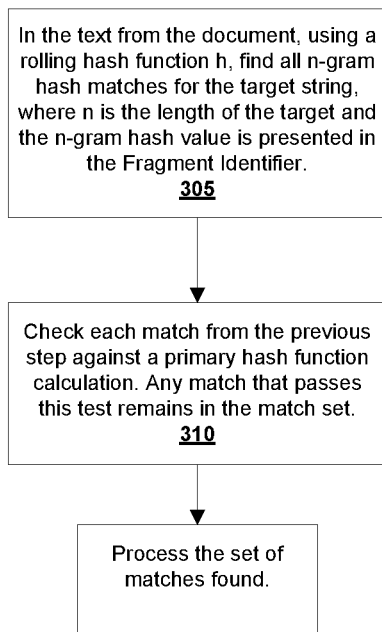 In the text from the document, using a
rolling hash function h, find all n-gram
hash matches for the target string,
where n is the length of the target and
the n-gram hash value is presented in
the Fragment Identifier.
305
Check each match from the previous
step against a primary hash function
calculation. Any match that passes
this test remains in the match set.
310
Process the set of
matches found.